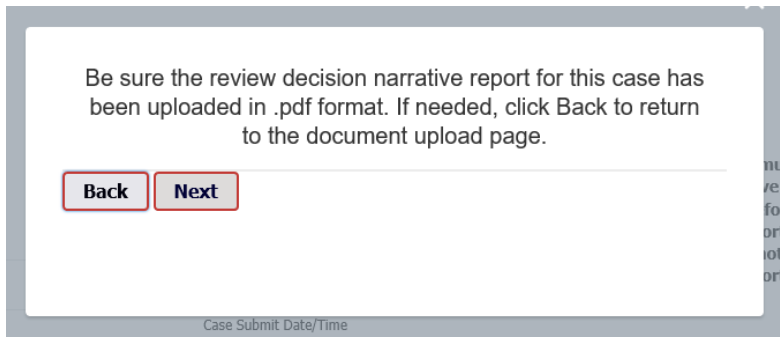 Be sure the review decision narrative report for this case has
been uploaded in .pdf format. If needed, click Back to return
to the document upload page.
Back Next
Case Submit Date/Time